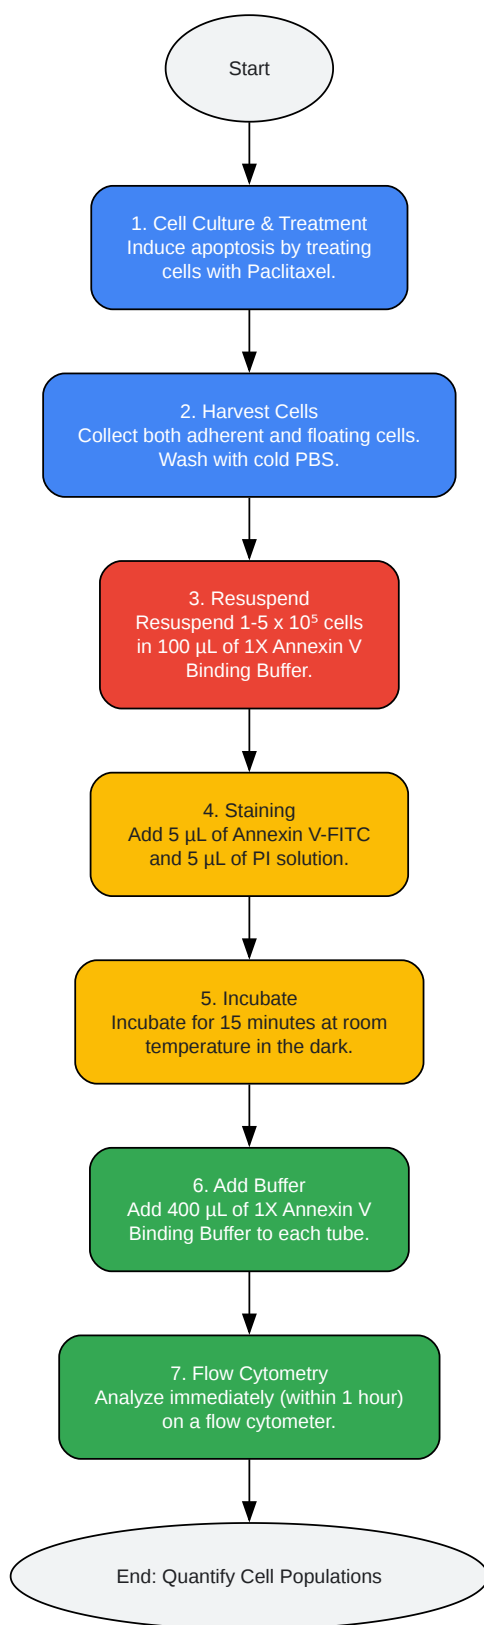 Start
1. Cell Culture & Treatment
Induce apoptosis by treating
cells with Paclitaxel.
2. Harvest Cells
Collect both adherent and floating cells.
Wash with cold PBS.
3. Resuspend
Resuspend 1-5 x 10⁵ cells
in 100 µL of 1X Annexin V
Binding Buffer.
4. Staining
Add 5 µL of Annexin V-FITC
and 5 µL of PI solution.
5. Incubate
Incubate for 15 minutes at room
temperature in the dark.
6. Add Buffer
Add 400 µL of 1X Annexin V
Binding Buffer to each tube.
7. Flow Cytometry
Analyze immediately (within 1 hour)
on a flow cytometer.
End: Quantify Cell Populations